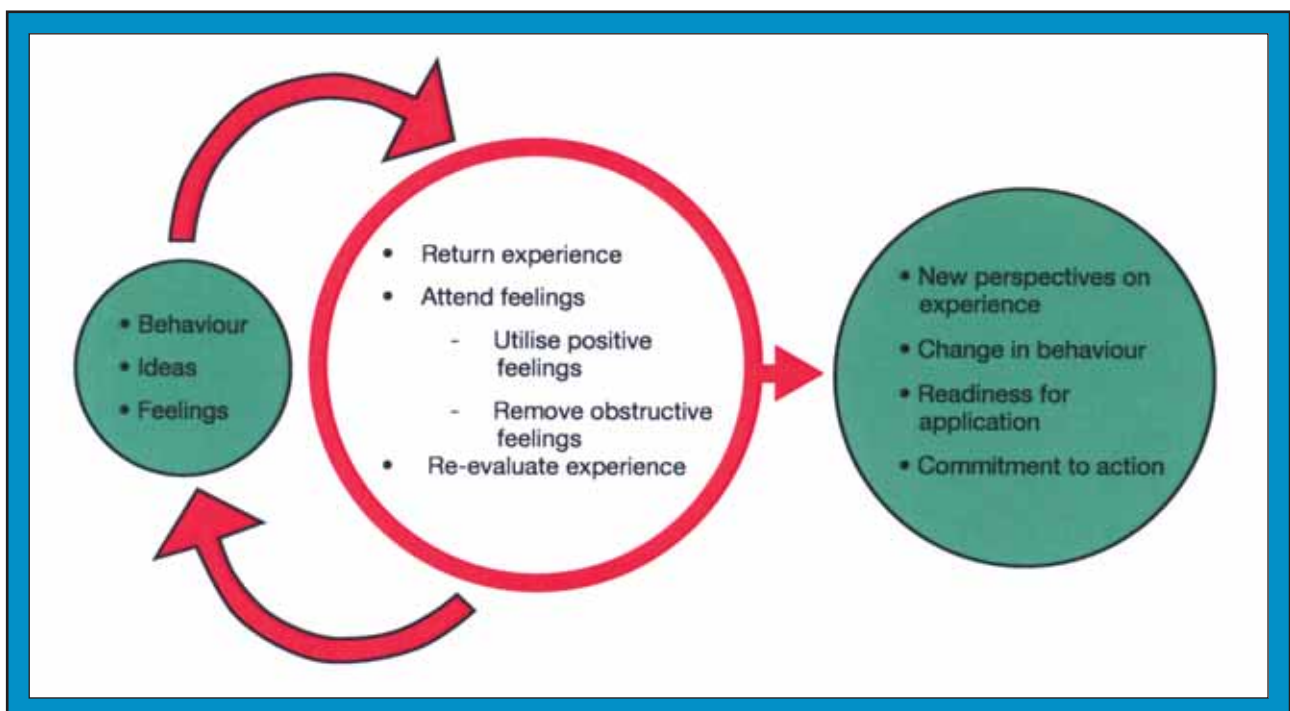 • Behaviour
• Ideas
• Feelings
• Return experience
• Attend feelings
- Utilise positive
feelings
- Remove obstructive
feelings
• Re-evaluate experience
• New perspectives on
experience
• Change in behaviour
• Readiness for
application
• Commitment to action